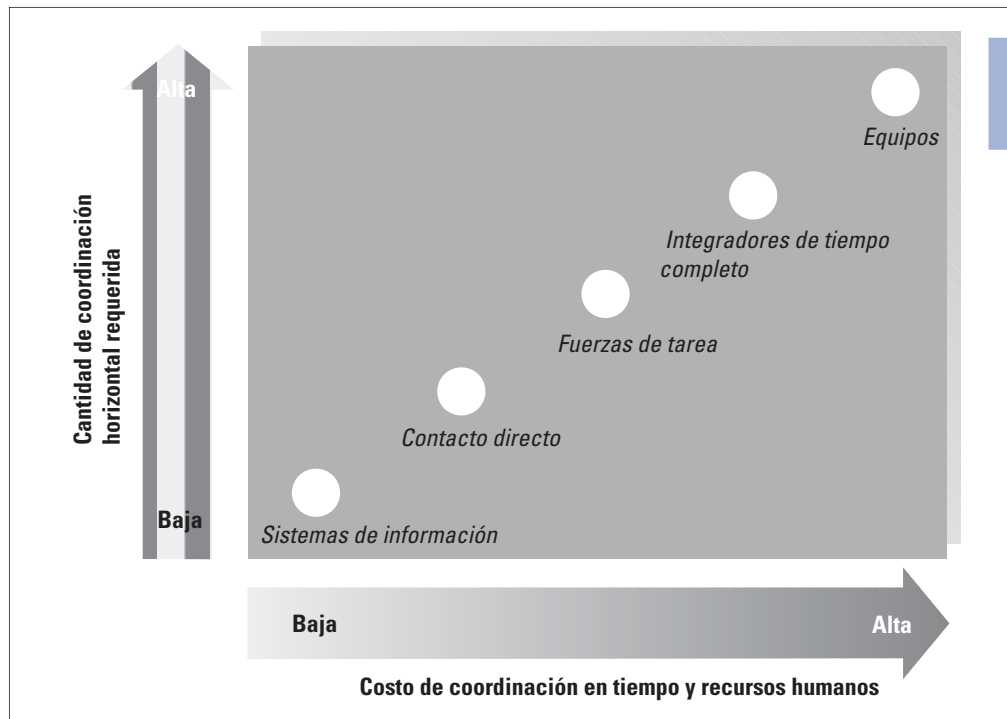 Alta
Equipos
Integradores de tiempo
completo
Cantidad de coordinación
horizontal requerida
Fuerzas de tarea
Contacto directo
Baja
Sistemas de información
Baja
Alta
Costo de coordinación en tiempo y recursos humanos